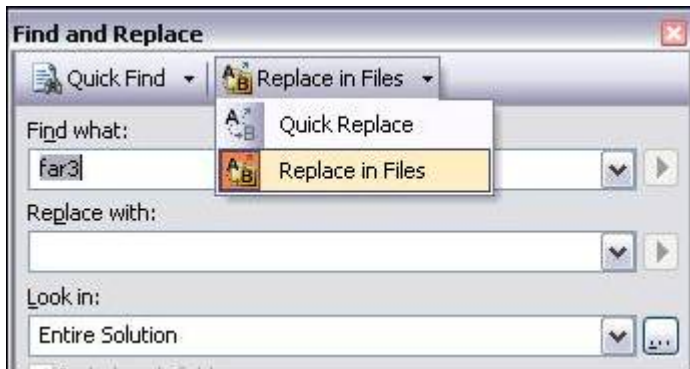 Find and Replace
Quick Find Replace in Files
Quick Replace
Find what:
far3
Replace in Files
Replace with:
Look in:
Entire Solution
...